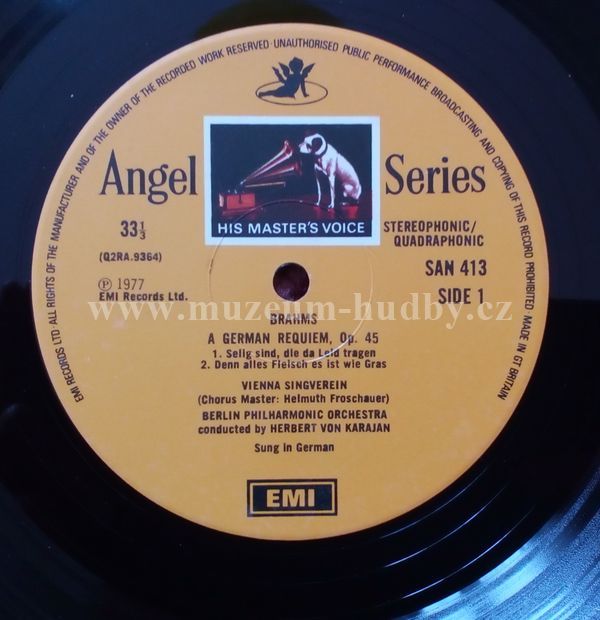 EMI RECORDS LTD · ALL RIGHTS OF THE MANUFACTURER AND OF THE OWNER OF THE RECORDED WORK RESERVED · UNAUTHORISED PUBLIC PERFORMANCE BROADCASTING AND COPYING OF THIS RECORD PROHIBITED · MADE IN GT BRITAIN
Angel Series
HIS MASTER'S VOICE
33⅓
STEREOPHONIC/
QUADRAPHONIC
(Q2RA.9364)
SAN 413
℗ 1977
EMI Records Ltd.
SIDE 1
www.muzeum-hudby.cz
BRAHMS
A GERMAN REQUIEM, Op. 45
1. Selig sind, die da Leid tragen
2. Denn alles Fleisch es ist wie Gras
VIENNA SINGVEREIN
(Chorus Master: Helmuth Froschauer)
BERLIN PHILHARMONIC ORCHESTRA
conducted by HERBERT VON KARAJAN
Sung in German
EMI